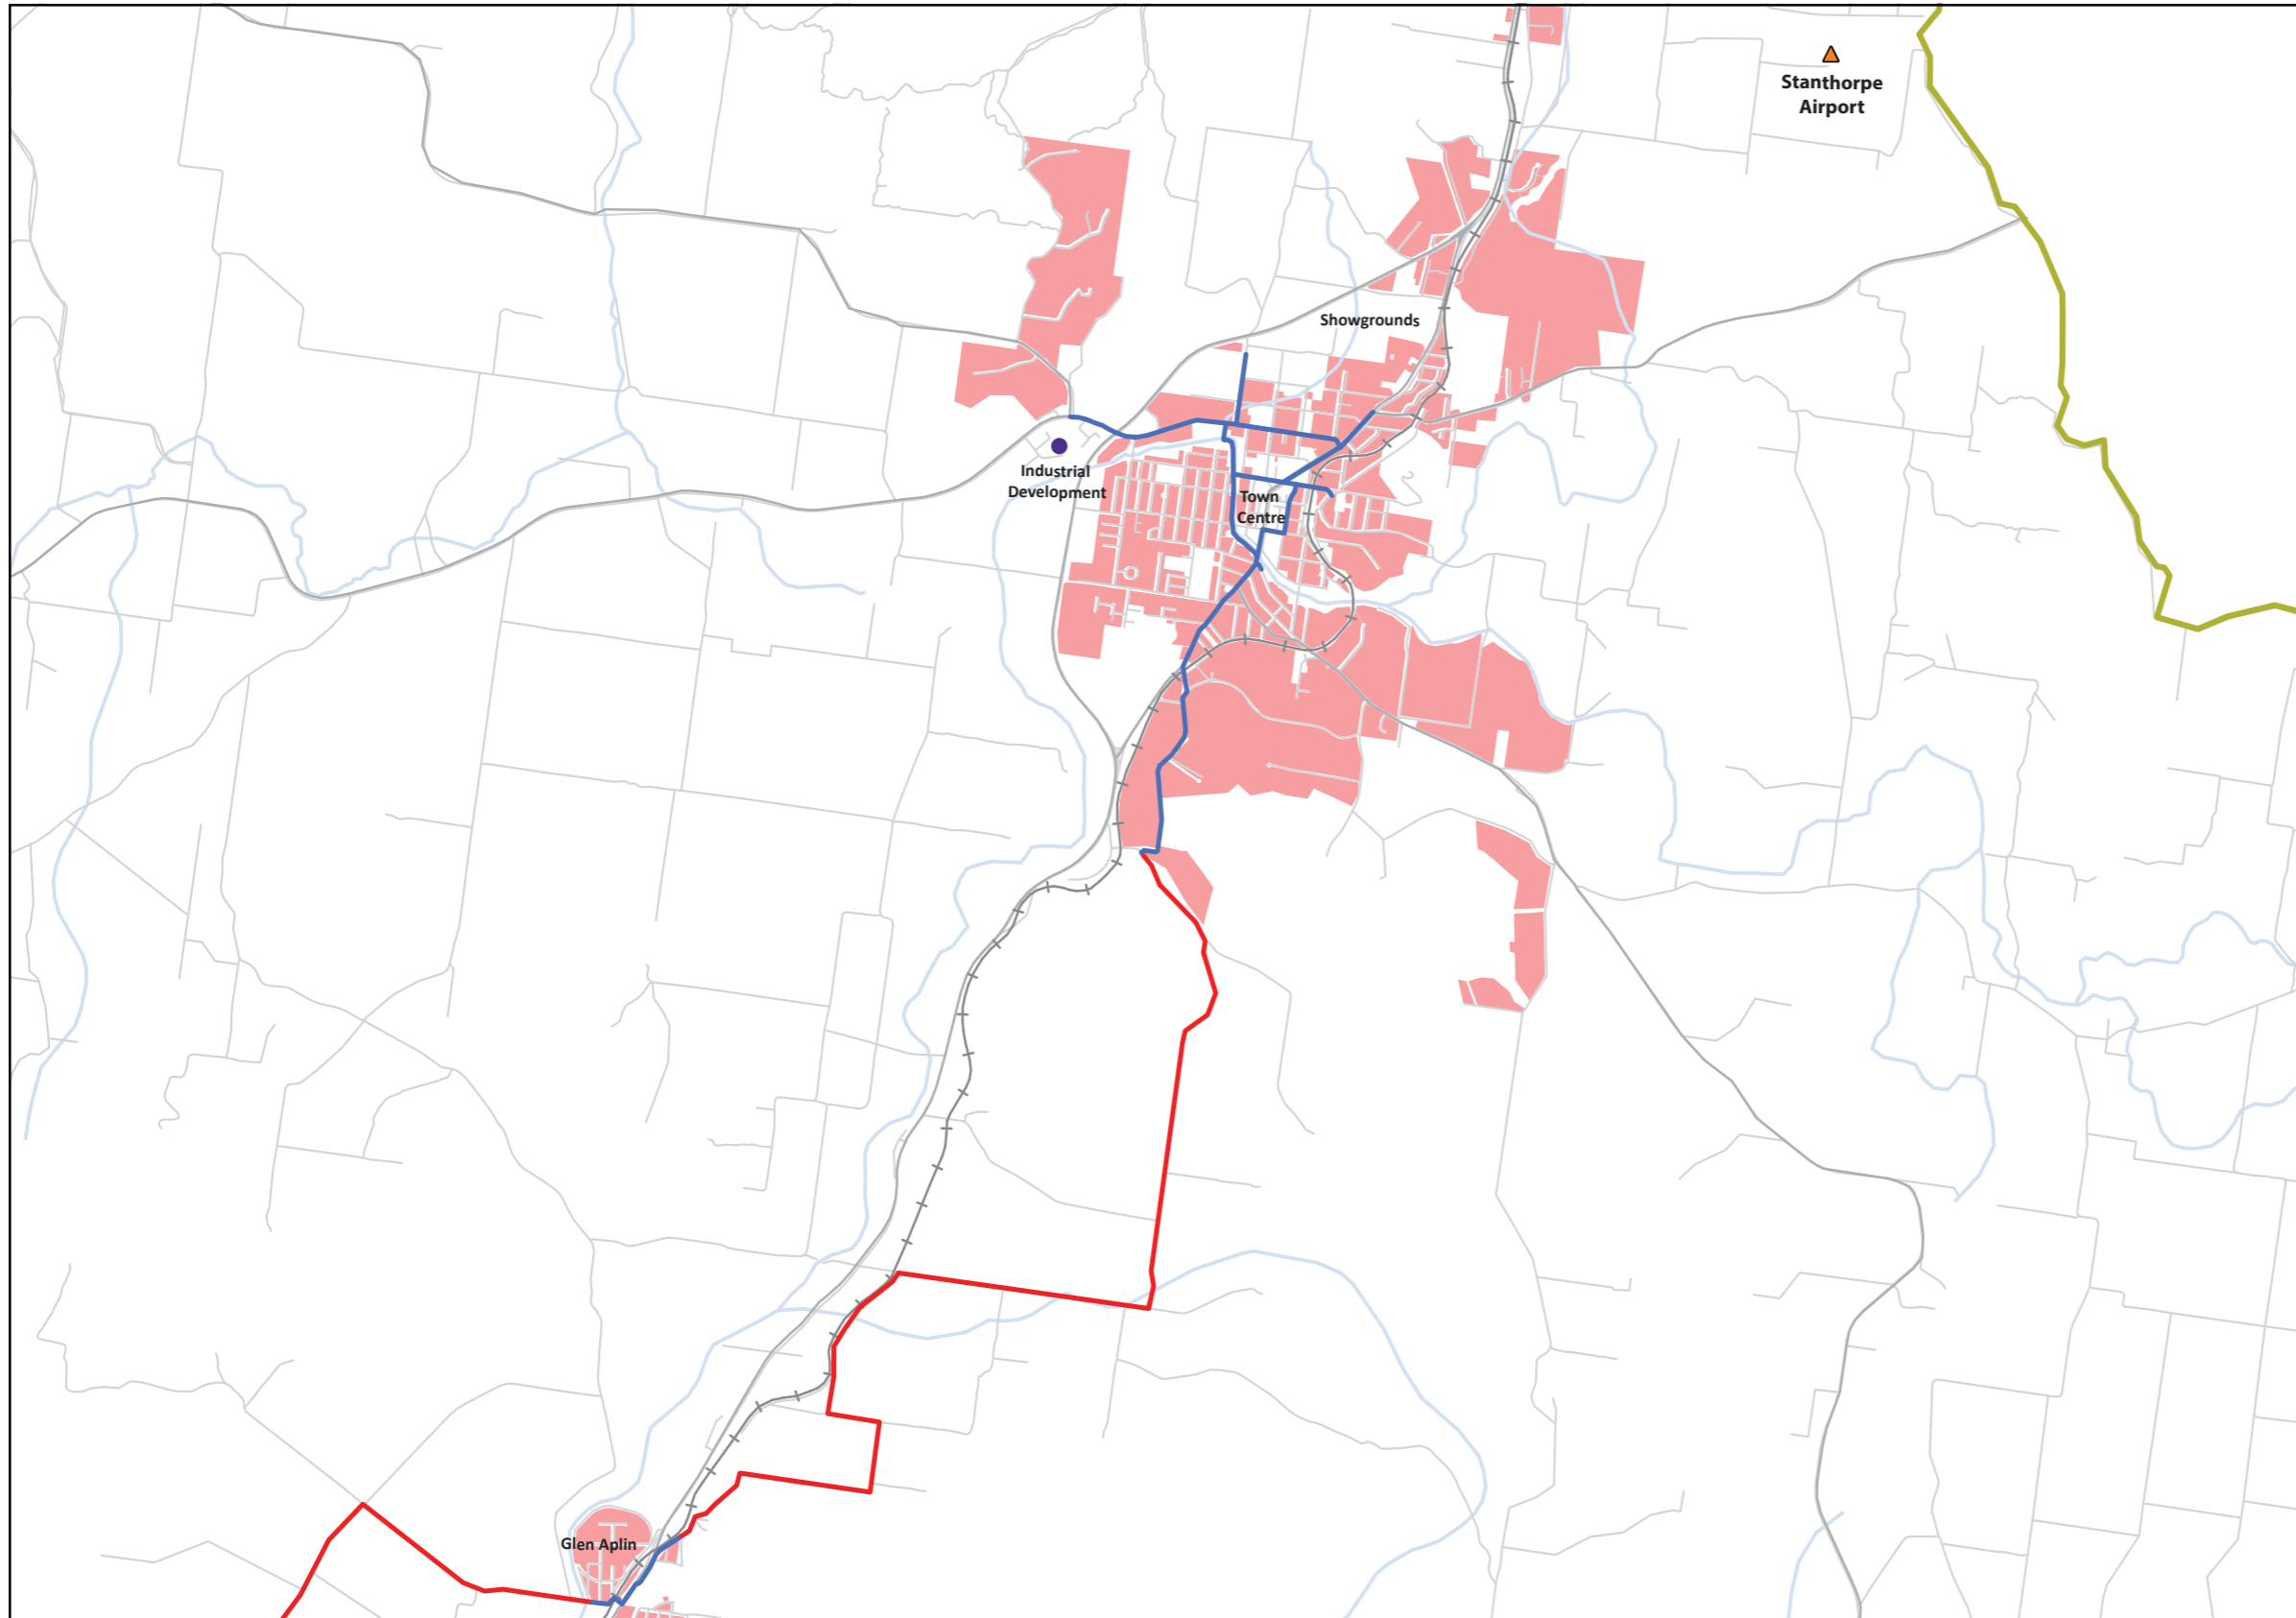 Stanthorpe
Airport
Showgrounds
Industrial
Development
Town
Centre
Glen Aplin